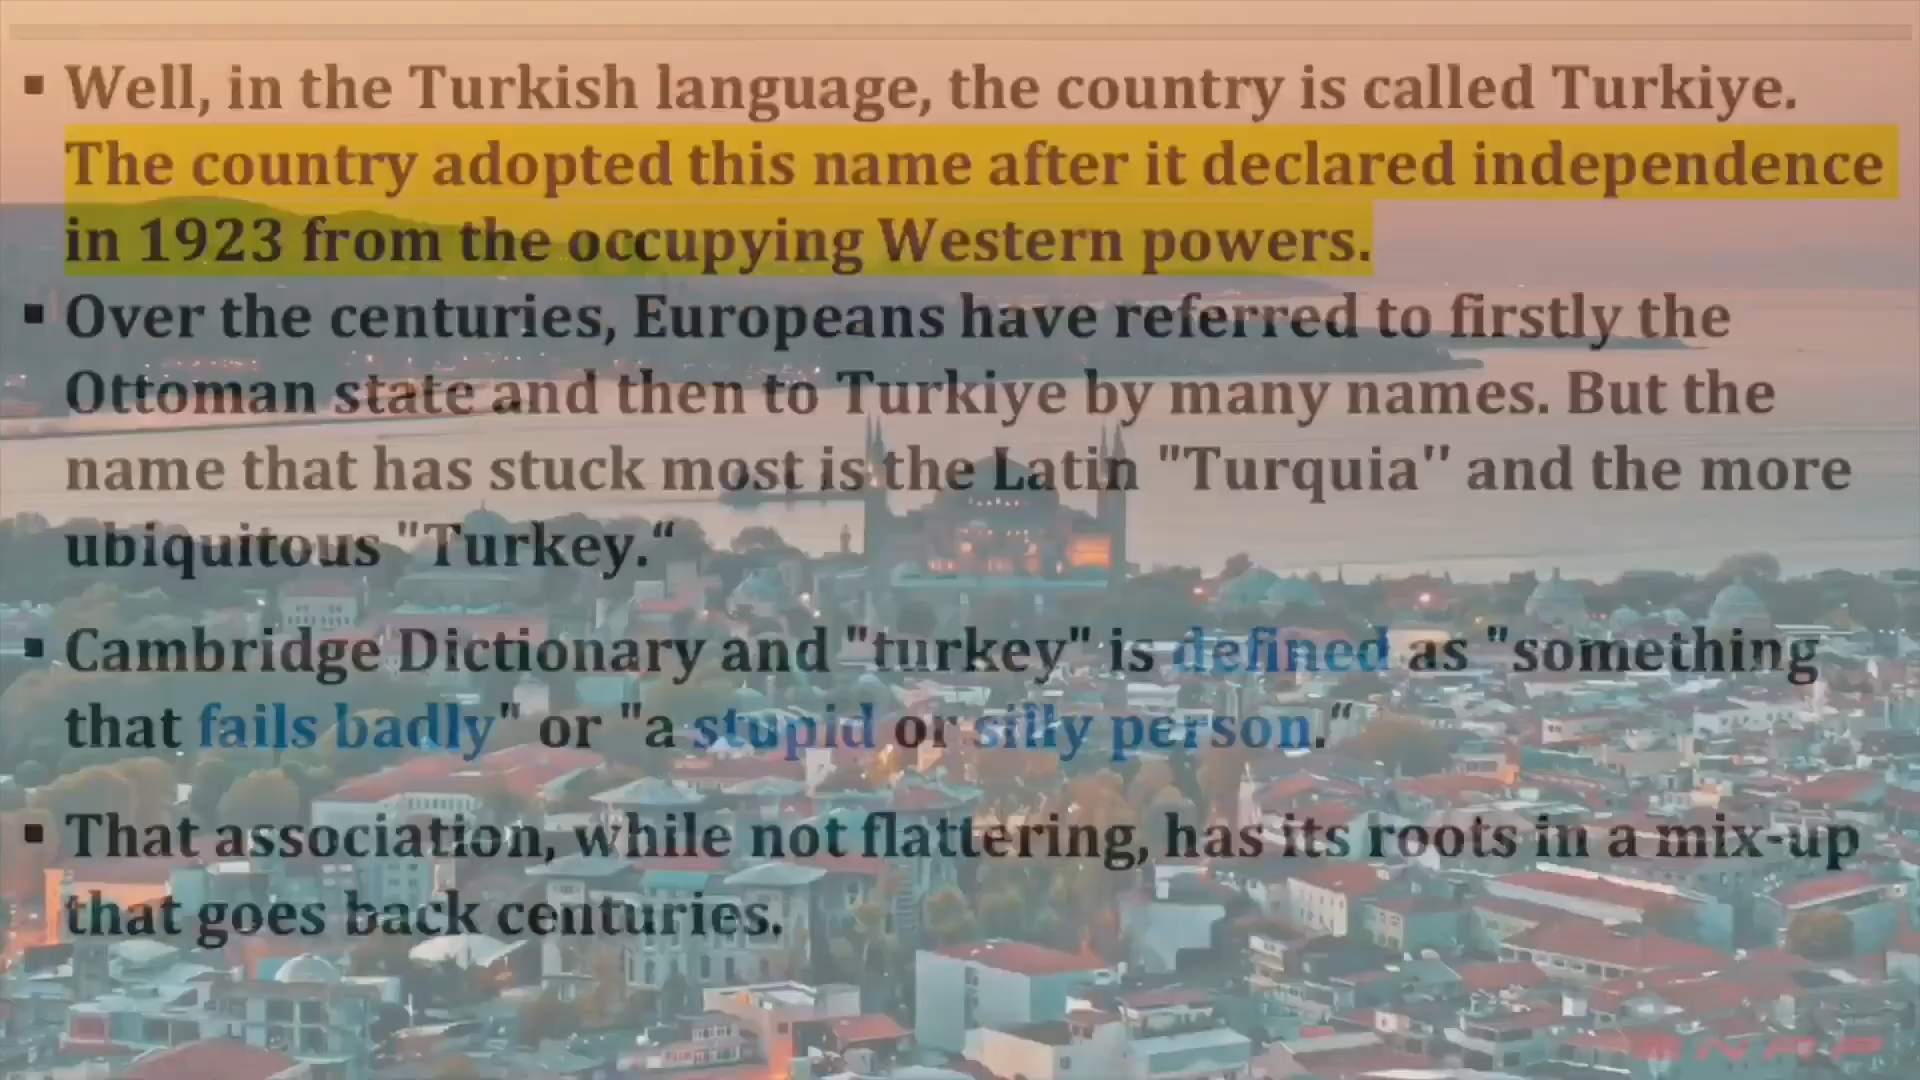 ▪ Well, in the Turkish language, the country is called Turkiye.
The country adopted this name after it declared independence
in 1923 from the occupying Western powers.
▪ Over the centuries, Europeans have referred to firstly the
Ottoman state and then to Turkiye by many names. But the
name that has stuck most is the Latin "Turquia'' and the more
ubiquitous "Turkey.“
▪ Cambridge Dictionary and "turkey" is defined as "something
that fails badly" or "a stupid or silly person.“
▪ That association, while not flattering, has its roots in a mix-up
that goes back centuries.